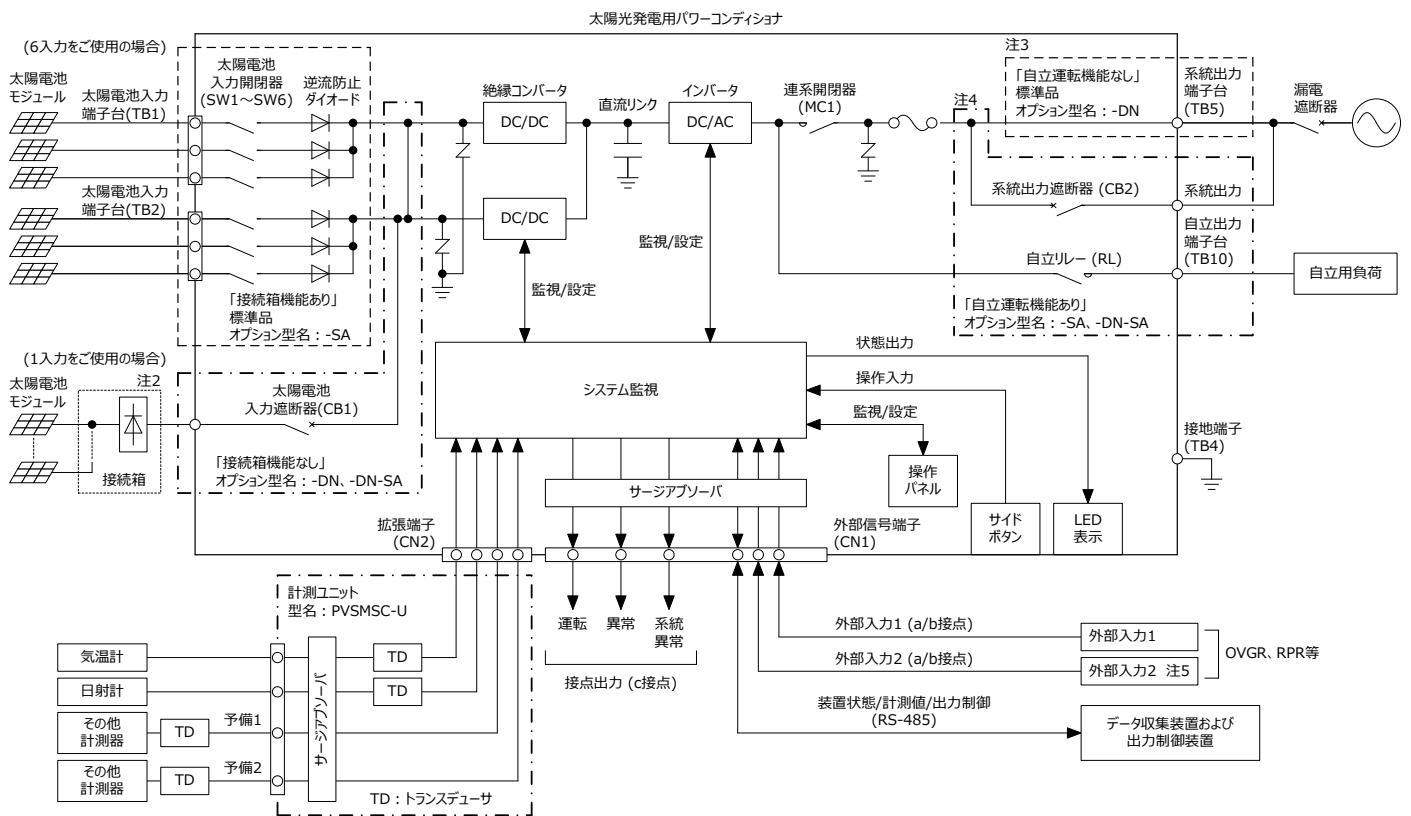 太陽光発電用パワーコンディショナ
(6入力をご使用の場合)
太陽電池
モジュール
太陽電池入力
端子台(TB1)
太陽電池
入力開閉器
(SW1～SW6)
逆流防止
ダイオード
絶縁コンバータ
DC/DC
直流リンク
インバータ
DC/AC
連系開閉器
(MC1)
注3
「自立運転機能なし」
標準品
オプション型名：-DN
注4
系統出力
端子台
(TB5)
漏電
遮断器
太陽電池入力
端子台(TB2)
DC/DC
監視/設定
監視/設定
系統出力遮断器 (CB2)
系統出力
自立出力
端子台
(TB10)
自立リレー (RL)
自立用負荷
「接続箱機能あり」
標準品
オプション型名：-SA
「自立運転機能あり」
オプション型名：-SA、-DN-SA
(1入力をご使用の場合)
太陽電池
モジュール
注2
接続箱
太陽電池
入力遮断器(CB1)
「接続箱機能なし」
オプション型名：-DN、-DN-SA
システム監視
状態出力
操作入力
監視/設定
操作
パネル
サイド
ボタン
LED
表示
接地端子
(TB4)
サージアブソーバ
拡張端子
(CN2)
外部信号端子
(CN1)
計測ユニット
型名：PVSMSC-U
運転
異常
系統
異常
接点出力 (c接点)
外部入力1 (a/b接点)
外部入力1
外部入力2 (a/b接点)
外部入力2 注5
OVGR、RPR等
装置状態/計測値/出力制御
(RS-485)
データ収集装置および
出力制御装置
気温計
TD
日射計
TD
その他
計測器
TD
予備1
その他
計測器
TD
予備2
サージアブソーバ
TD：トランスデューサ